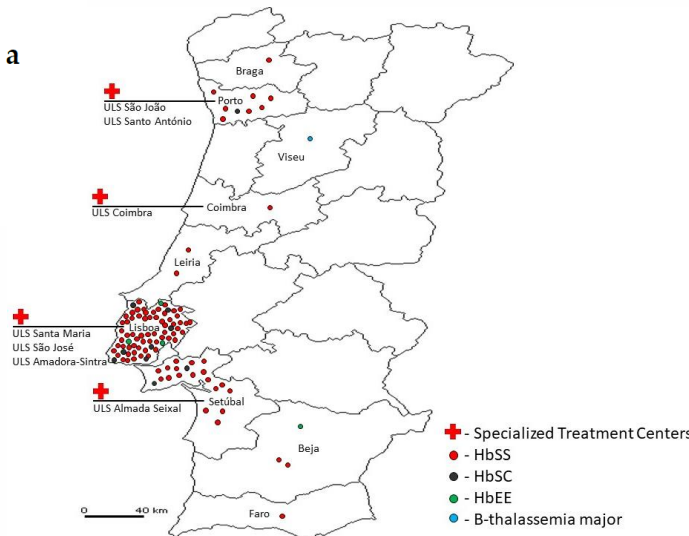 a
Braga
Porto
ULS São João
ULS Santo António
Viseu
Coimbra
ULS Coimbra
Leiria
Lisboa
ULS Santa Maria
ULS São José
ULS Amadora-Sintra
Setúbal
ULS Almada Seixal
Beja
Faro
0 40 km
- Specialized Treatment Centers
- HbSS
- HbSC
- HbEE
- B-thalassemia major